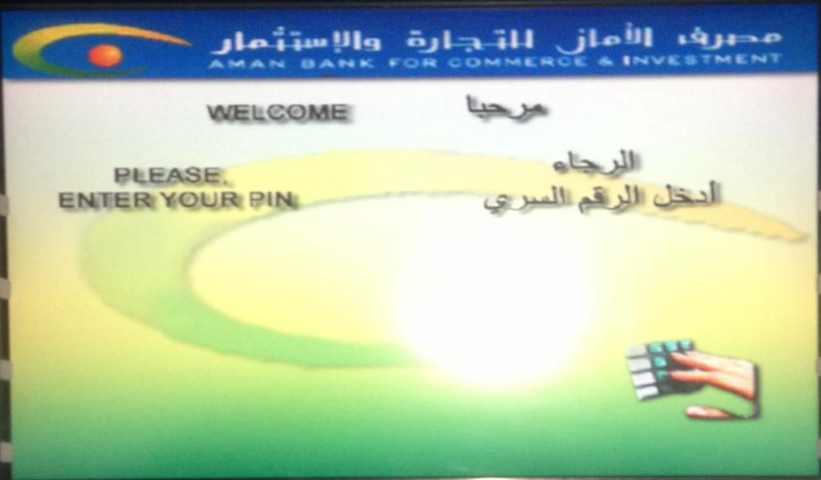 مصرف الأمان للتجارة والإستثمار
AMAN BANK FOR COMMERCE & INVESTMENT
WELCOME
مرحبا
PLEASE,
ENTER YOUR PIN
الرجاء
أدخل الرقم السري